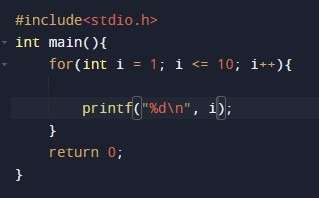 #include<stdio.h>
int main(){
    for(int i = 1; i <= 10; i++){
        printf("%d\n", i);
    }
    return 0;
}